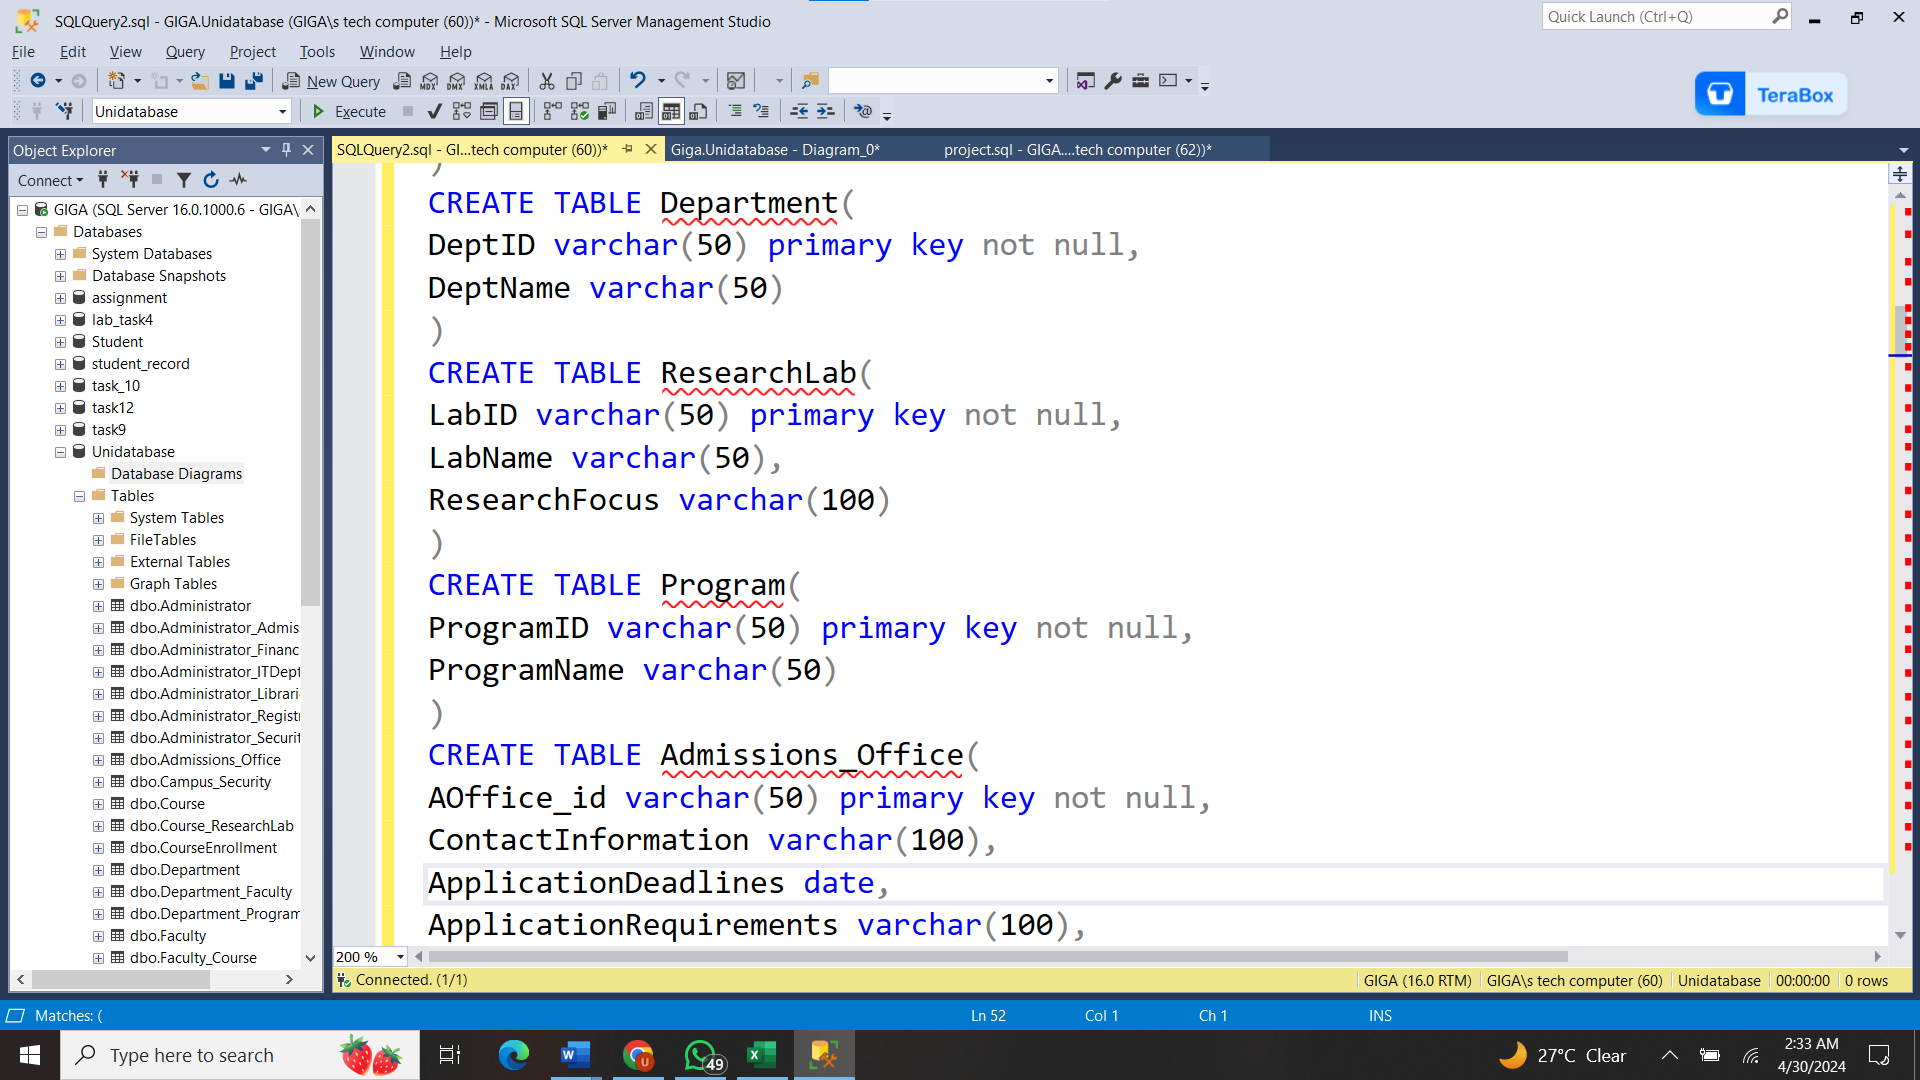 SQLQuery2.sql - GIGA.Unidatabase (GIGA\s tech computer (60))* - Microsoft SQL Server Management Studio
Quick Launch (Ctrl+Q)
File Edit View Query Project Tools Window Help
New Query MDX DMX XMLA DAX
TeraBox
Unidatabase Execute
Object Explorer
SQLQuery2.sql - GI...tech computer (60))* Giga.Unidatabase - Diagram_0* project.sql - GIGA....tech computer (62))*
Connect
GIGA (SQL Server 16.0.1000.6 - GIGA\
Databases
System Databases
Database Snapshots
assignment
lab_task4
Student
student_record
task_10
task12
task9
Unidatabase
Database Diagrams
Tables
System Tables
FileTables
External Tables
Graph Tables
dbo.Administrator
dbo.Administrator_Admis
dbo.Administrator_Financ
dbo.Administrator_ITDept
dbo.Administrator_Librari
dbo.Administrator_Registr
dbo.Administrator_Securit
dbo.Admissions_Office
dbo.Campus_Security
dbo.Course
dbo.Course_ResearchLab
dbo.CourseEnrollment
dbo.Department
dbo.Department_Faculty
dbo.Department_Program
dbo.Faculty
dbo.Faculty_Course
)
CREATE TABLE Department(
DeptID varchar(50) primary key not null,
DeptName varchar(50)
)
CREATE TABLE ResearchLab(
LabID varchar(50) primary key not null,
LabName varchar(50),
ResearchFocus varchar(100)
)
CREATE TABLE Program(
ProgramID varchar(50) primary key not null,
ProgramName varchar(50)
)
CREATE TABLE Admissions_Office(
AOffice_id varchar(50) primary key not null,
ContactInformation varchar(100),
ApplicationDeadlines date,
ApplicationRequirements varchar(100),
200 %
Connected. (1/1) GIGA (16.0 RTM) GIGA\s tech computer (60) Unidatabase 00:00:00 0 rows
Matches: ( Ln 52 Col 1 Ch 1 INS
Type here to search
49
27°C Clear
2:33 AM
4/30/2024